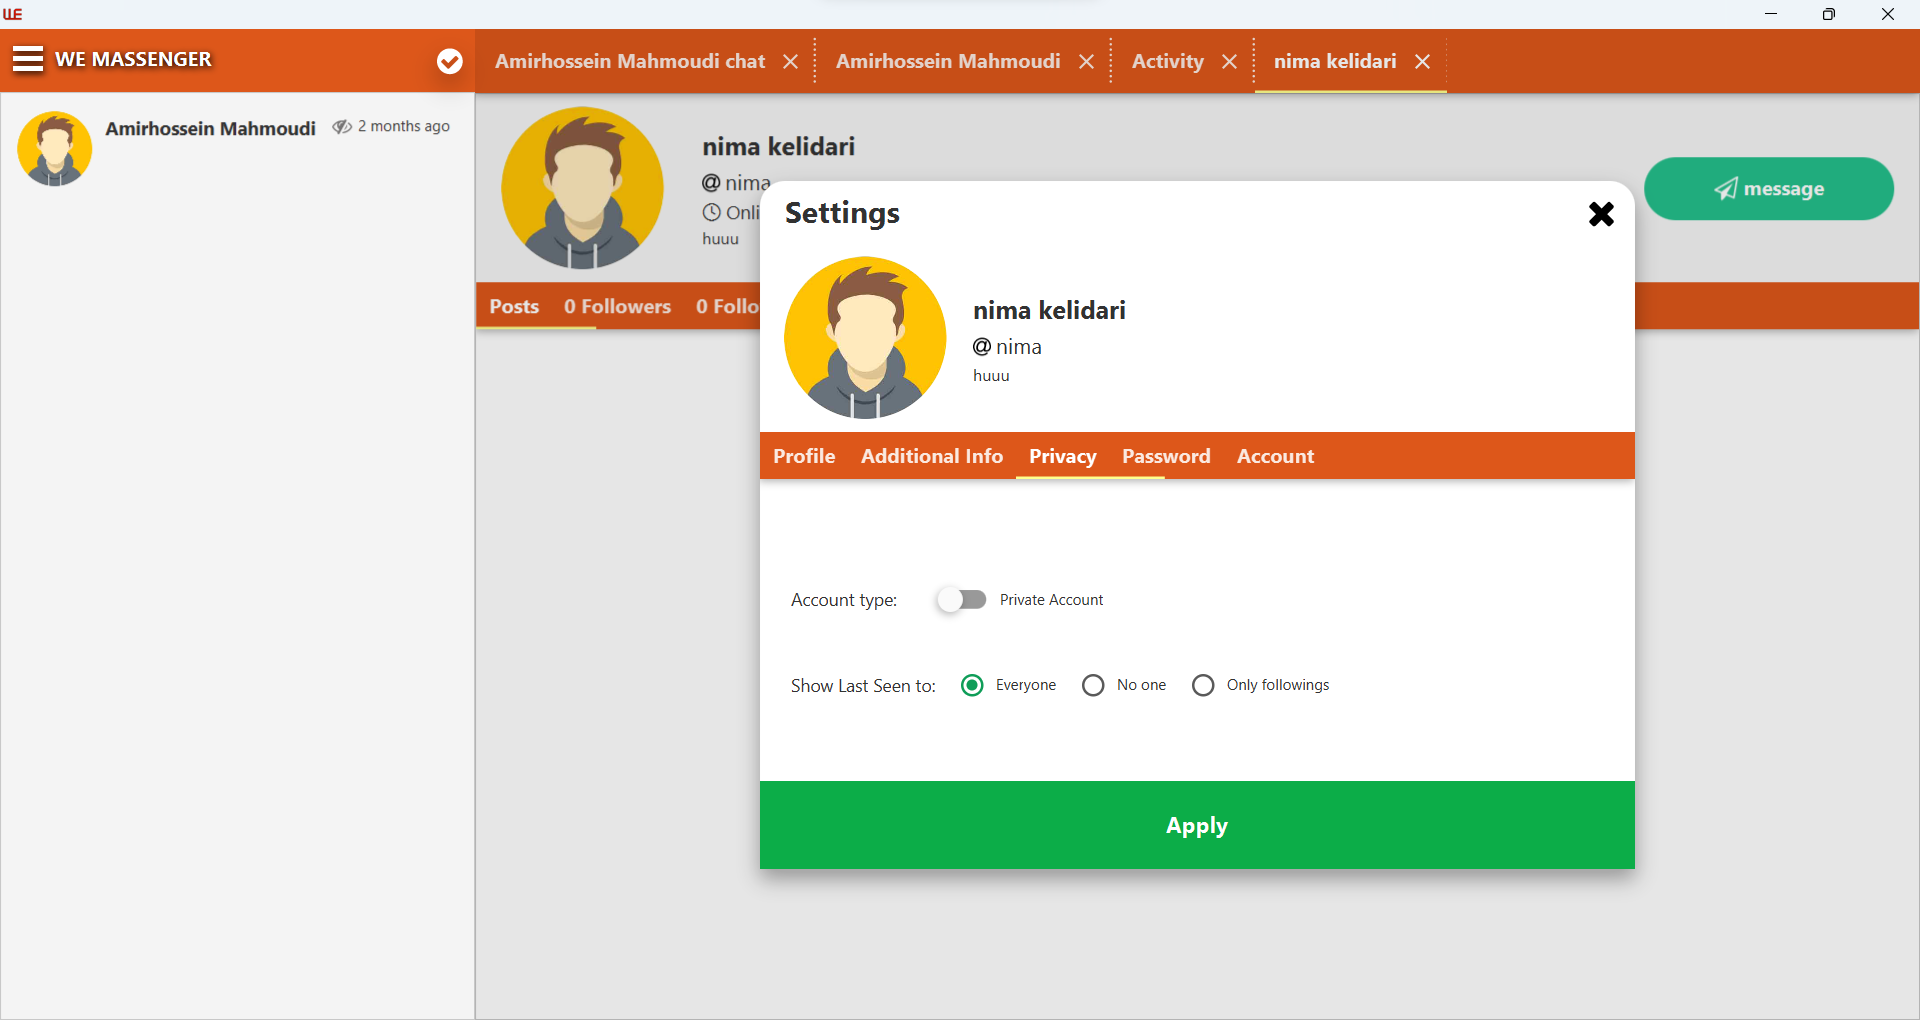 WE
WE MASSENGER
Amirhossein Mahmoudi chat
Amirhossein Mahmoudi
Activity
nima kelidari
Amirhossein Mahmoudi
2 months ago
nima kelidari
@ nima
Onli
huuu
message
Posts
0 Followers
0 Follo
Settings
nima kelidari
@ nima
huuu
Profile
Additional Info
Privacy
Password
Account
Account type:
Private Account
Show Last Seen to:
Everyone
No one
Only followings
Apply